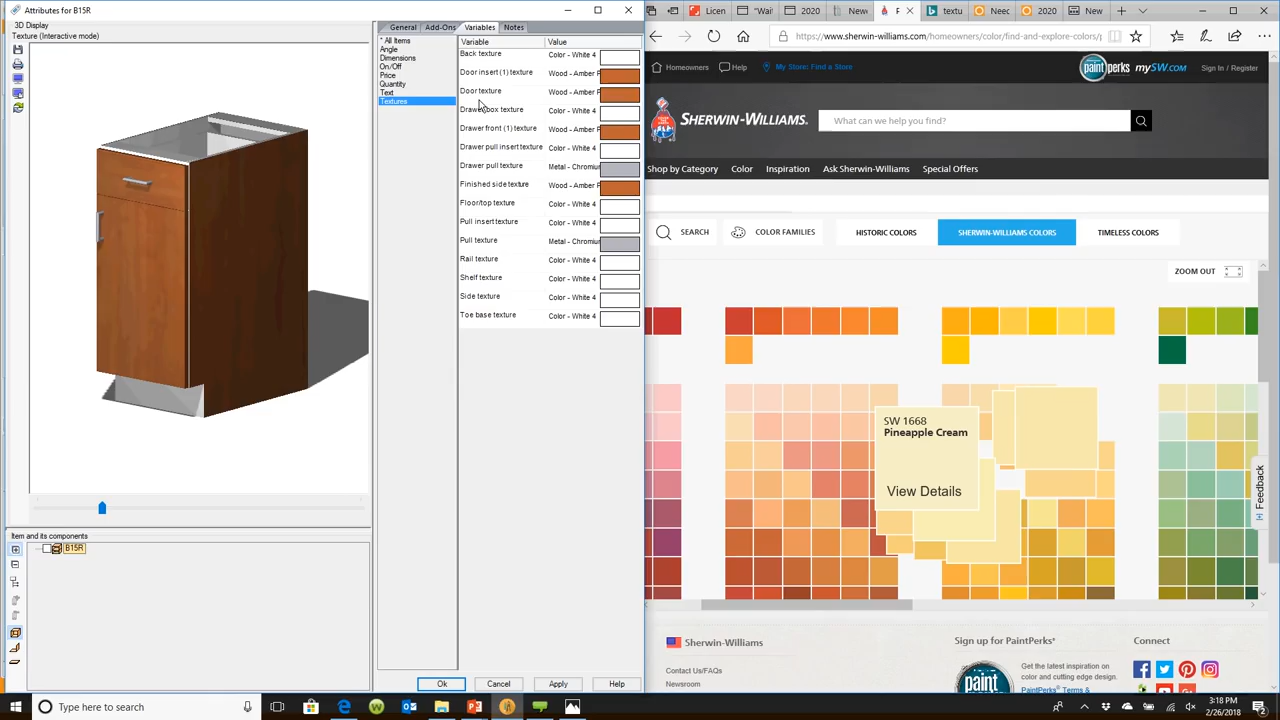 Attributes for B15R
3D Display
Texture (Interactive mode)
General Add-Ons Variables Notes
* All Items
Angle
Dimensions
On/Off
Price
Quantity
Text
Textures
Variable Value
Back texture Color - White 4
Door insert (1) texture Wood - Amber F
Door texture Wood - Amber F
Drawer box texture Color - White 4
Drawer front (1) texture Wood - Amber F
Drawer pull insert texture Color - White 4
Drawer pull texture Metal - Chromiu
Finished side texture Wood - Amber F
Floor/top texture Color - White 4
Pull insert texture Color - White 4
Pull texture Metal - Chromiu
Rail texture Color - White 4
Shelf texture Color - White 4
Side texture Color - White 4
Toe base texture Color - White 4
Item and its components
B15R
Ok Cancel Apply Help
Licen "Wai 2020 textu Neec 2020 Need
https://www.sherwin-williams.com/homeowners/color/find-and-explore-colors/p
Homeowners Help My Store: Find a Store paint perks mySW.COM Sign In / Register
SHERWIN-WILLIAMS. What can we help you find?
Shop by Category Color Inspiration Ask Sherwin-Williams Special Offers
SEARCH COLOR FAMILIES HISTORIC COLORS SHERWIN-WILLIAMS COLORS TIMELESS COLORS
ZOOM OUT
SW 1668
Pineapple Cream
View Details
Feedback
Sherwin-Williams Sign up for PaintPerks® Connect
Contact Us/FAQs
Newsroom
paint
Get the latest inspiration on
color and cutting edge design.
PaintPerks® Terms &
Type here to search
3:18 PM
2/26/2018